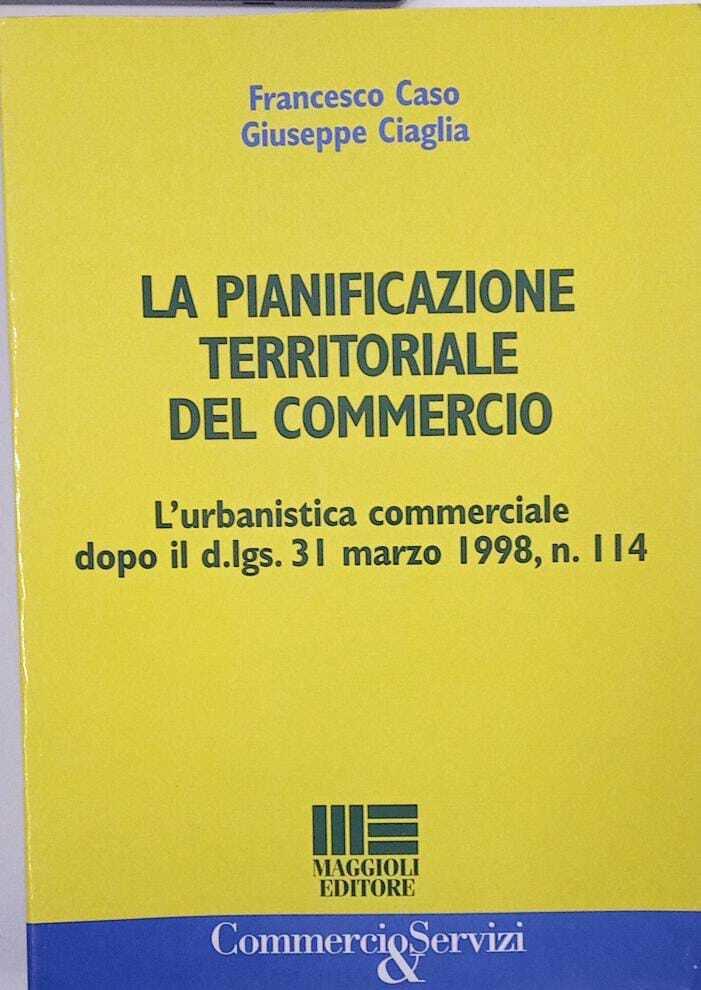 Francesco Caso
Giuseppe Ciaglia
LA PIANIFICAZIONE
TERRITORIALE
DEL COMMERCIO
L'urbanistica commerciale
dopo il d.lgs. 31 marzo 1998, n. 114
MAGGIOLI
EDITORE
Commercio&Servizi